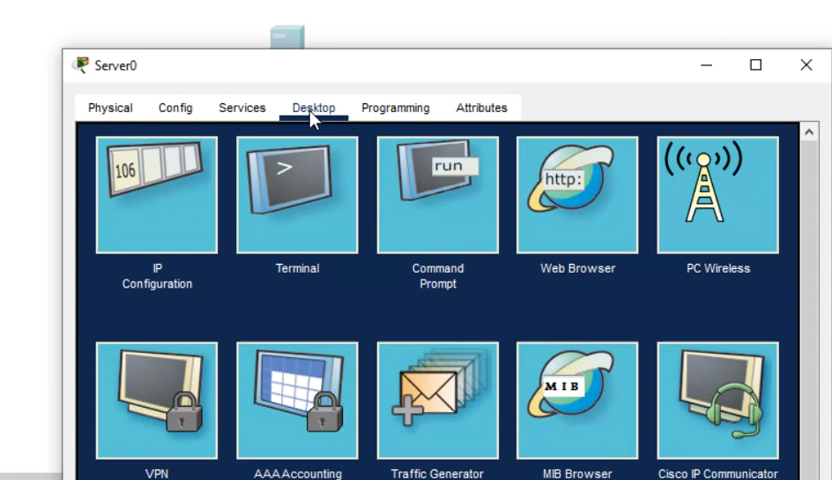 Server0
Physical Config Services Desktop Programming Attributes
106
>
run
http:
IP
Configuration
Terminal
Command
Prompt
Web Browser
PC Wireless
MIB
VPN
AAA Accounting
Traffic Generator
MIB Browser
Cisco IP Communicator